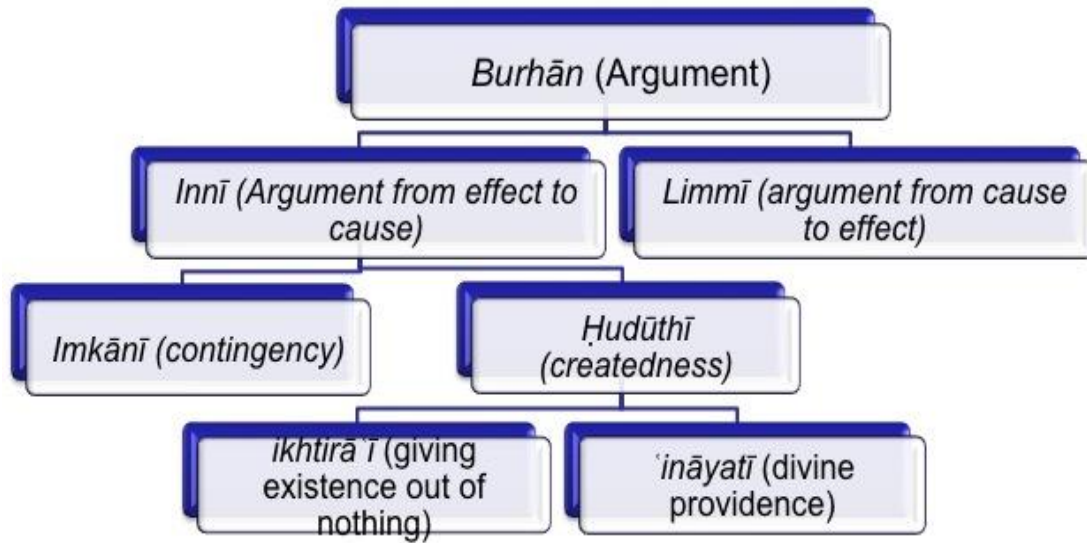 Burhān (Argument)
Innī (Argument from effect to
cause)
Limmī (argument from cause
to effect)
Imkānī (contingency)
Ḥudūthī
(createdness)
ikhtirāʿī (giving
existence out of
nothing)
ʿināyatī (divine
providence)